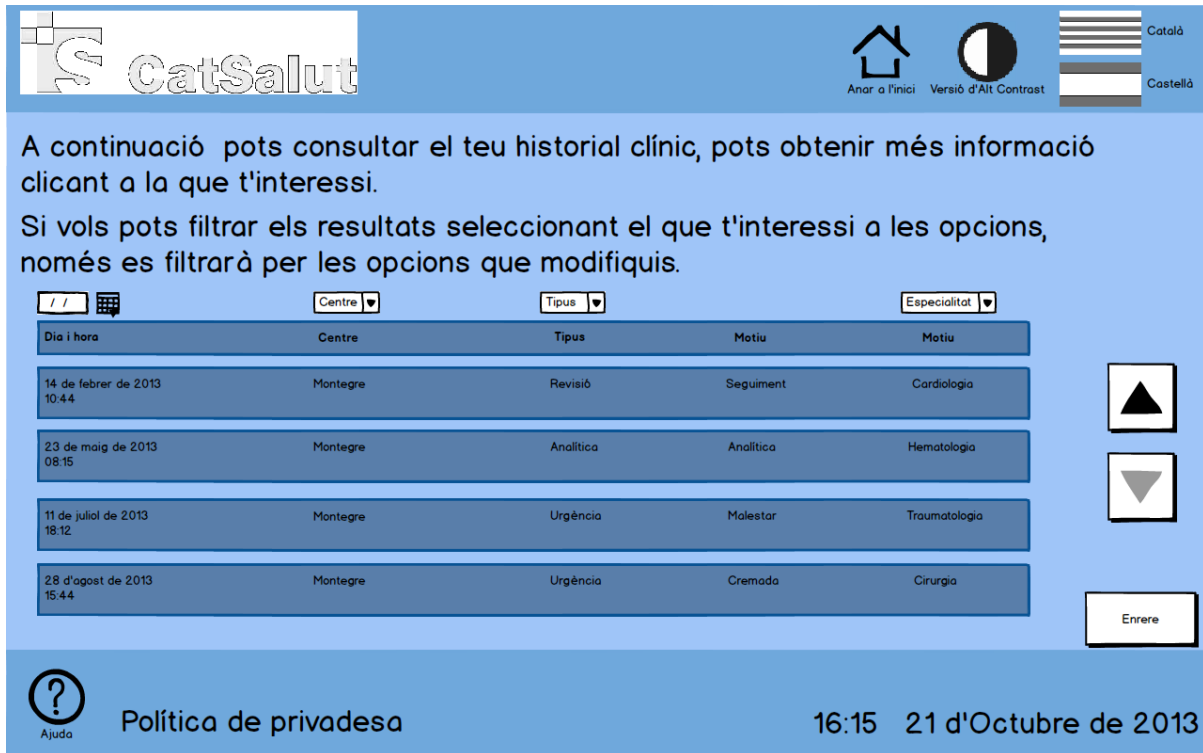 CatSalut
Anar a l'inici
Versió d'Alt Contrast
Català
Castellà
A continuació pots consultar el teu historial clínic, pots obtenir més informació
clicant a la que t'interessi.
Si vols pots filtrar els resultats seleccionant el que t'interessi a les opcions,
només es filtrarà per les opcions que modifiquis.
/ / Centre Tipus Especialitat
Dia i hora Centre Tipus Motiu Motiu
14 de febrer de 2013 Montegre Revisió Seguiment Cardiologia
10:44
23 de maig de 2013 Montegre Analítica Analítica Hematologia
08:15
11 de juliol de 2013 Montegre Urgència Malestar Traumatologia
18:12
28 d'agost de 2013 Montegre Urgència Cremada Cirurgia
15:44
Enrere
?
Ajuda
Política de privadesa
16:15 21 d'Octubre de 2013